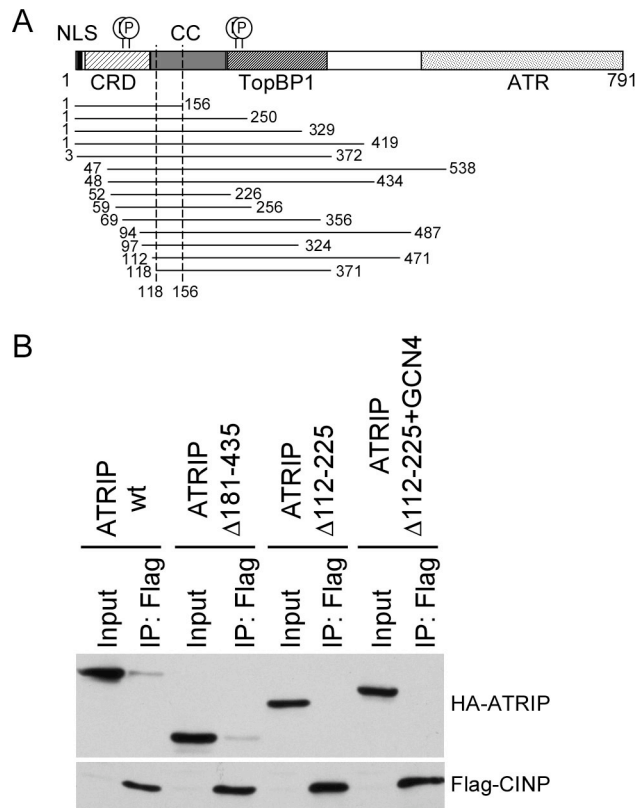 A
P P
NLS CC
CRD TopBP1 ATR
1 791
1 156
1 250
1 329
1 419
3 372
47 538
48 434
52 226
59 256
69 356
94 487
97 324
112 471
118 371
118 156
B
ATRIP wt
ATRIP Δ181-435
ATRIP Δ112-225
ATRIP Δ112-225+GCN4
Input IP: Flag Input IP: Flag Input IP: Flag Input IP: Flag
HA-ATRIP
Flag-CINP